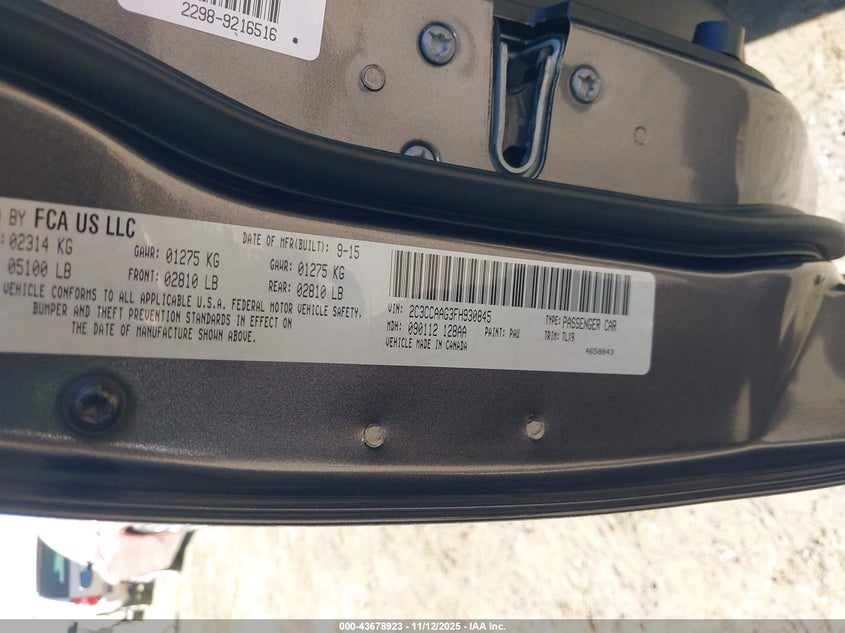 2298-9216516
D BY FCA US LLC
DATE OF MFR(BUILT): 9-15
: 02314 KG GAWR: 01275 KG GAWR: 01275 KG
05100 LB FRONT: 02810 LB REAR: 02810 LB
VEHICLE CONFORMS TO ALL APPLICABLE U.S.A. FEDERAL MOTOR VEHICLE SAFETY,
BUMPER AND THEFT PREVENTION STANDARDS IN EFFECT ON
THE DATE OF MANUFACTURE SHOWN ABOVE.
VIN: 2C3CCAAG3FH930845 TYPE: PASSENGER CAR
MDH: 090112 128AA PAINT: PAU TRIM: TLX9
VEHICLE MADE IN CANADA
4658843
000-43678923 - 11/12/2025 - IAA Inc.